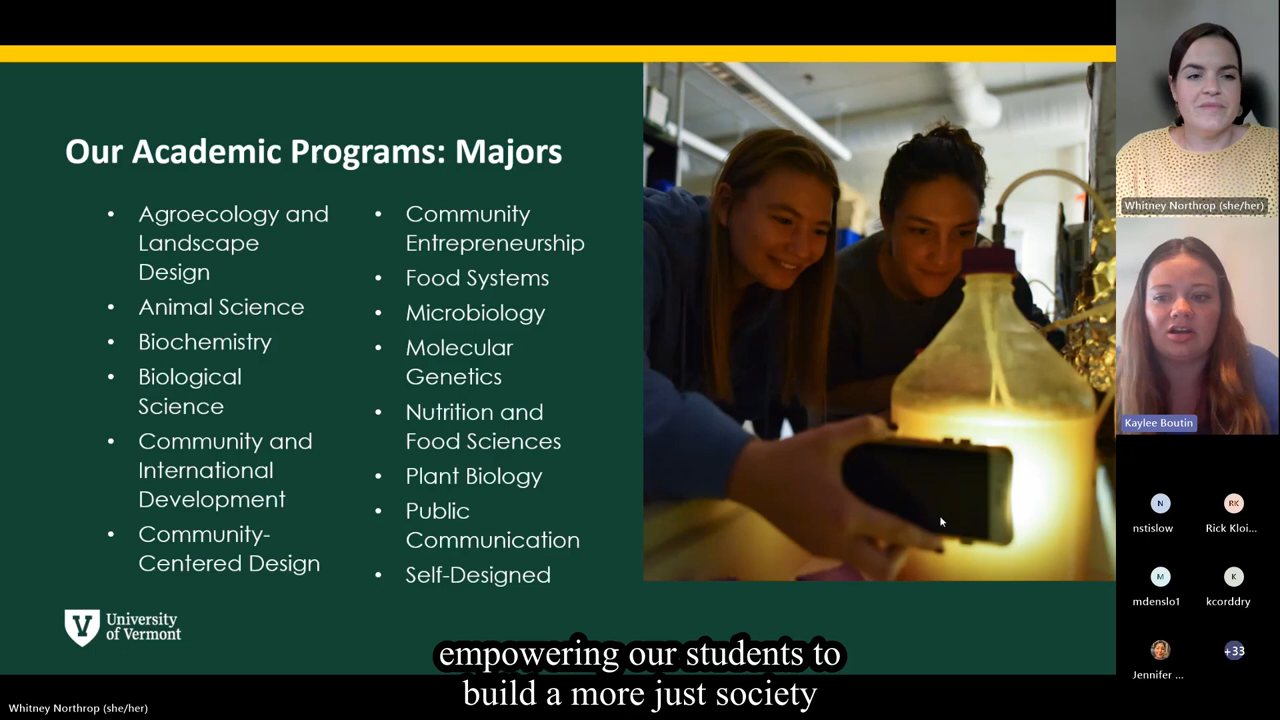 Our Academic Programs: Majors
• Agroecology and
Landscape
Design
• Animal Science
• Biochemistry
• Biological
Science
• Community and
International
Development
• Community-
Centered Design
• Community
Entrepreneurship
• Food Systems
• Microbiology
• Molecular
Genetics
• Nutrition and
Food Sciences
• Plant Biology
• Public
Communication
• Self-Designed
University
of Vermont
empowering our students to
build a more just society
Whitney Northrop (she/her)
Whitney Northrop (she/her)
Kaylee Boutin
N
RK
nstislow
Rick Kloi...
M
K
mdenslo1
kcorddry
+33
Jennifer ...